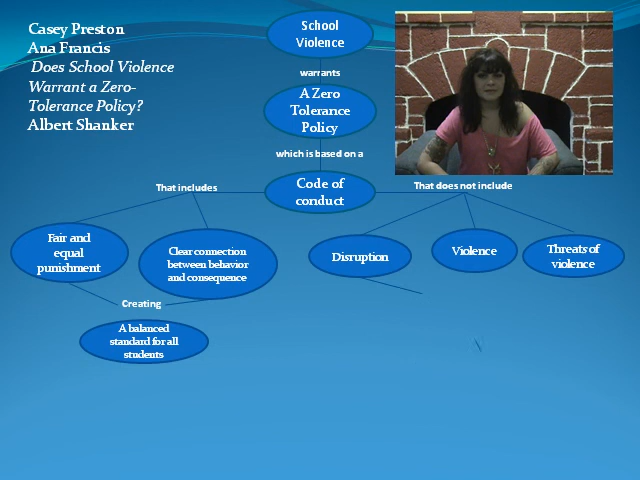 Casey Preston
Ana Francis
Does School Violence
Warrant a Zero-
Tolerance Policy?
Albert Shanker
School
Violence
warrants
A Zero
Tolerance
Policy
which is based on a
Code of
conduct
That includes
That does not include
Fair and
equal
punishment
Clear connection
between behavior
and consequence
Disruption
Violence
Threats of
violence
Creating
A balanced
standard for all
students